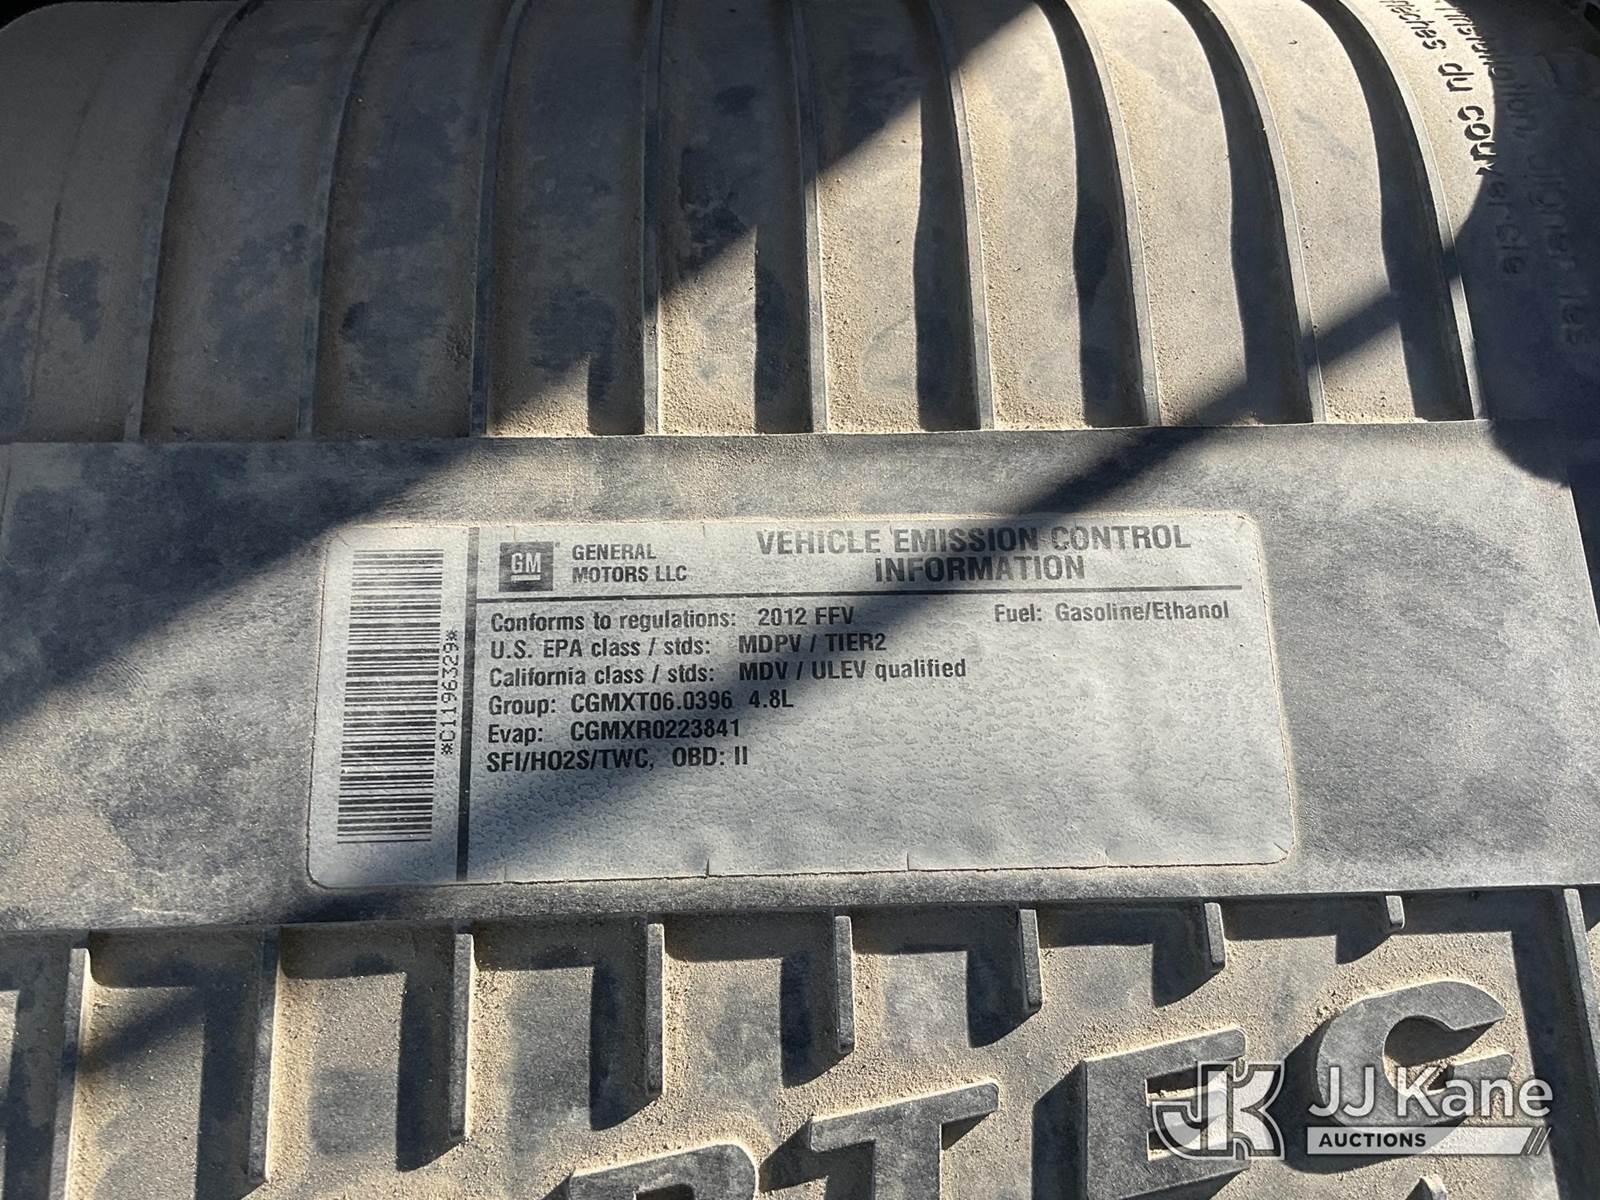 GM
GENERAL
MOTORS LLC
VEHICLE EMISSION CONTROL
INFORMATION
Conforms to regulations: 2012 FFV
Fuel: Gasoline/Ethanol
U.S. EPA class / stds: MDPV / TIER2
California class / stds: MDV / ULEV qualified
Group: CGMXT06.0396 4.8L
Evap: CGMXR0223841
SFI/HO2S/TWC, OBD: II
*C1196329*
RTEC
JK
JJ Kane
AUCTIONS